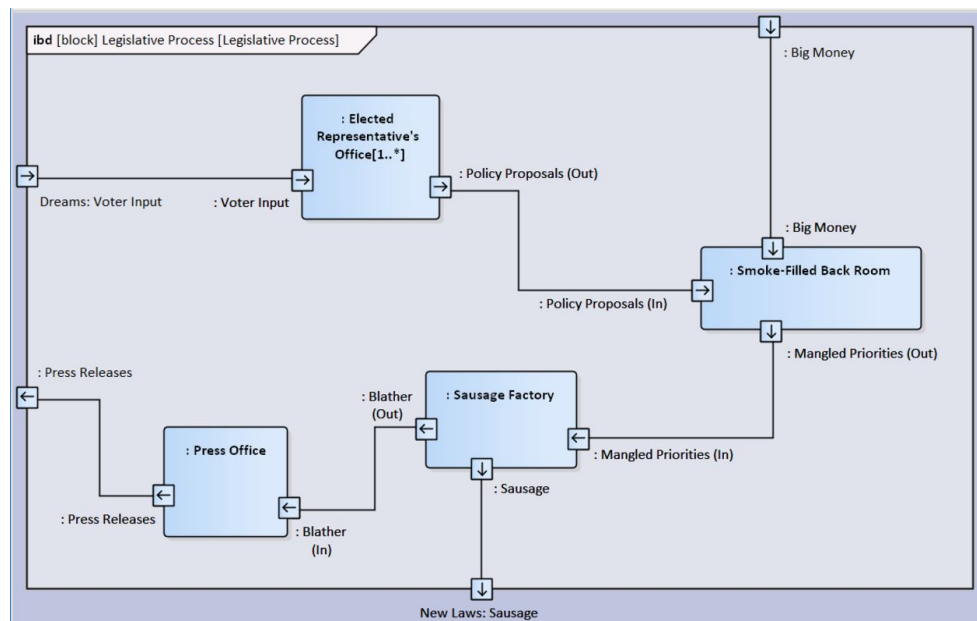 ibd [block] Legislative Process [Legislative Process]
: Big Money
: Elected
Representative's
Office[1..*]
: Policy Proposals (Out)
Dreams: Voter Input
: Voter Input
: Big Money
: Smoke-Filled Back Room
: Policy Proposals (In)
: Mangled Priorities (Out)
: Press Releases
: Blather
(Out)
: Sausage Factory
: Press Office
: Mangled Priorities (In)
: Sausage
: Press Releases
: Blather
(In)
New Laws: Sausage